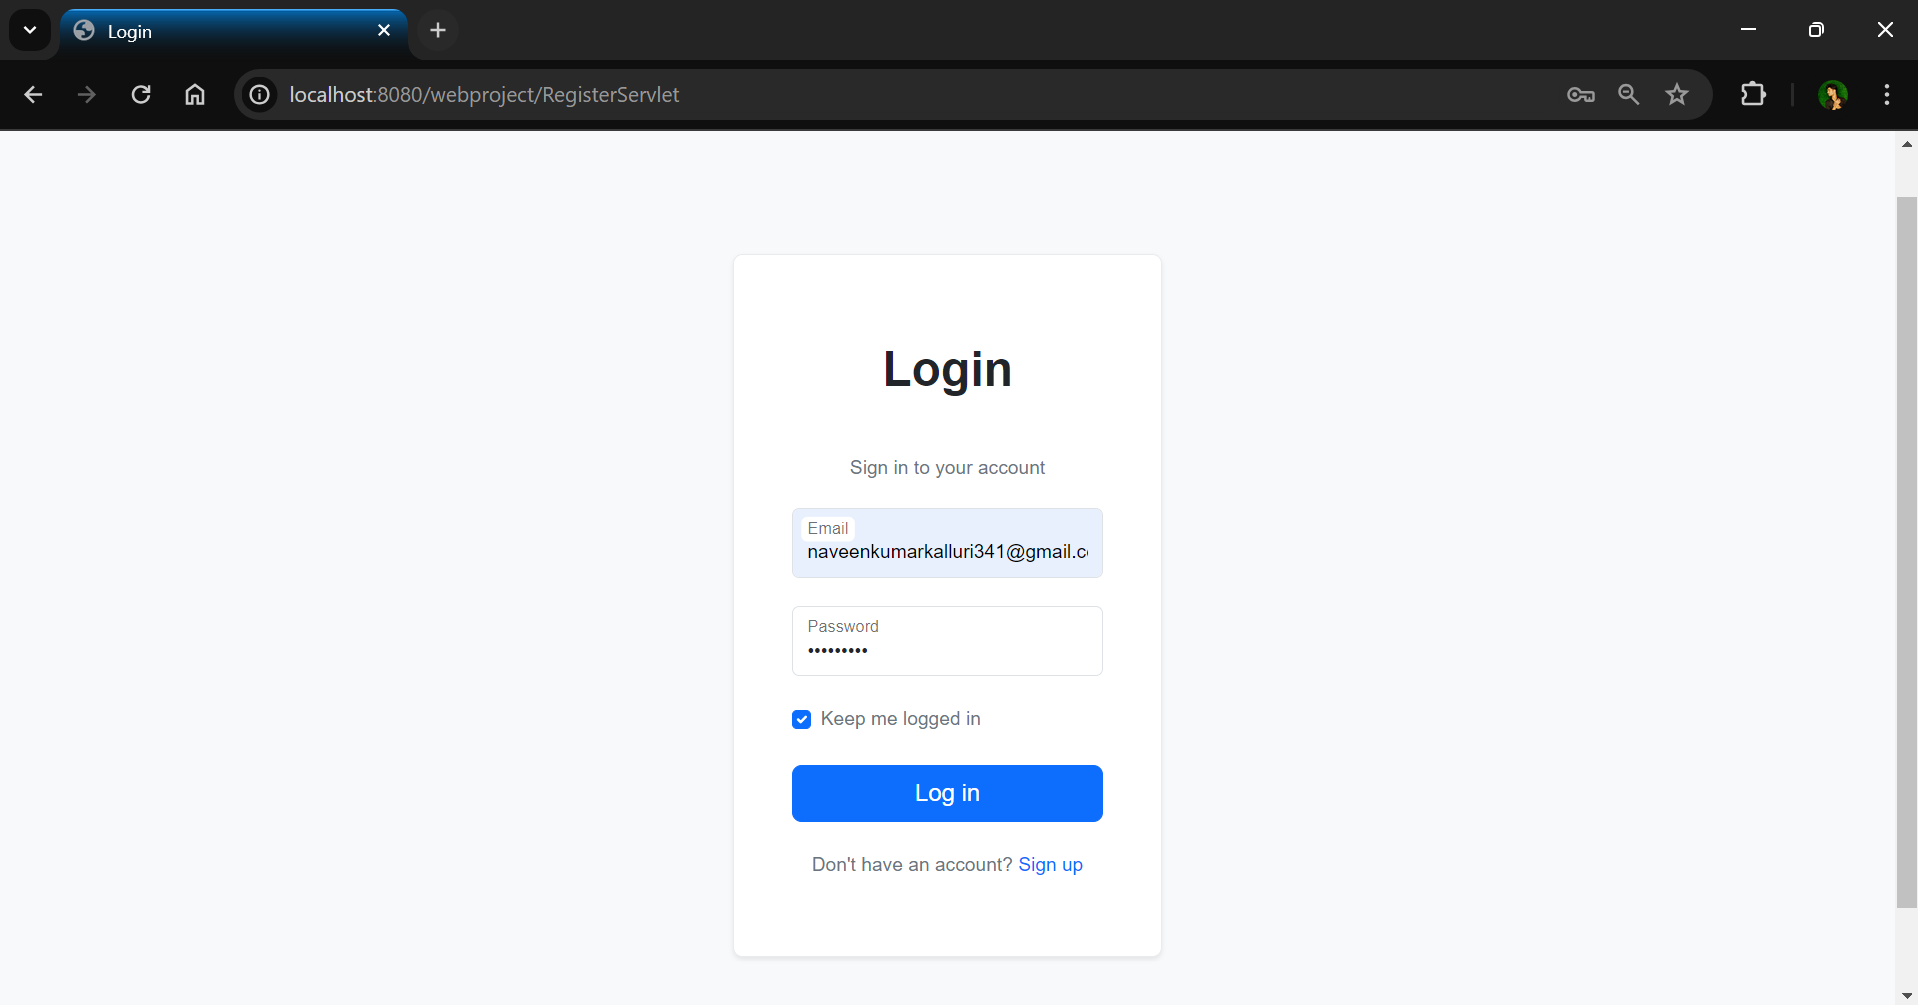 Login
localhost:8080/webproject/RegisterServlet
Login
Sign in to your account
Email
naveenkumarkalluri341@gmail.c
Password
•••••••••
Keep me logged in
Log in
Don't have an account? Sign up